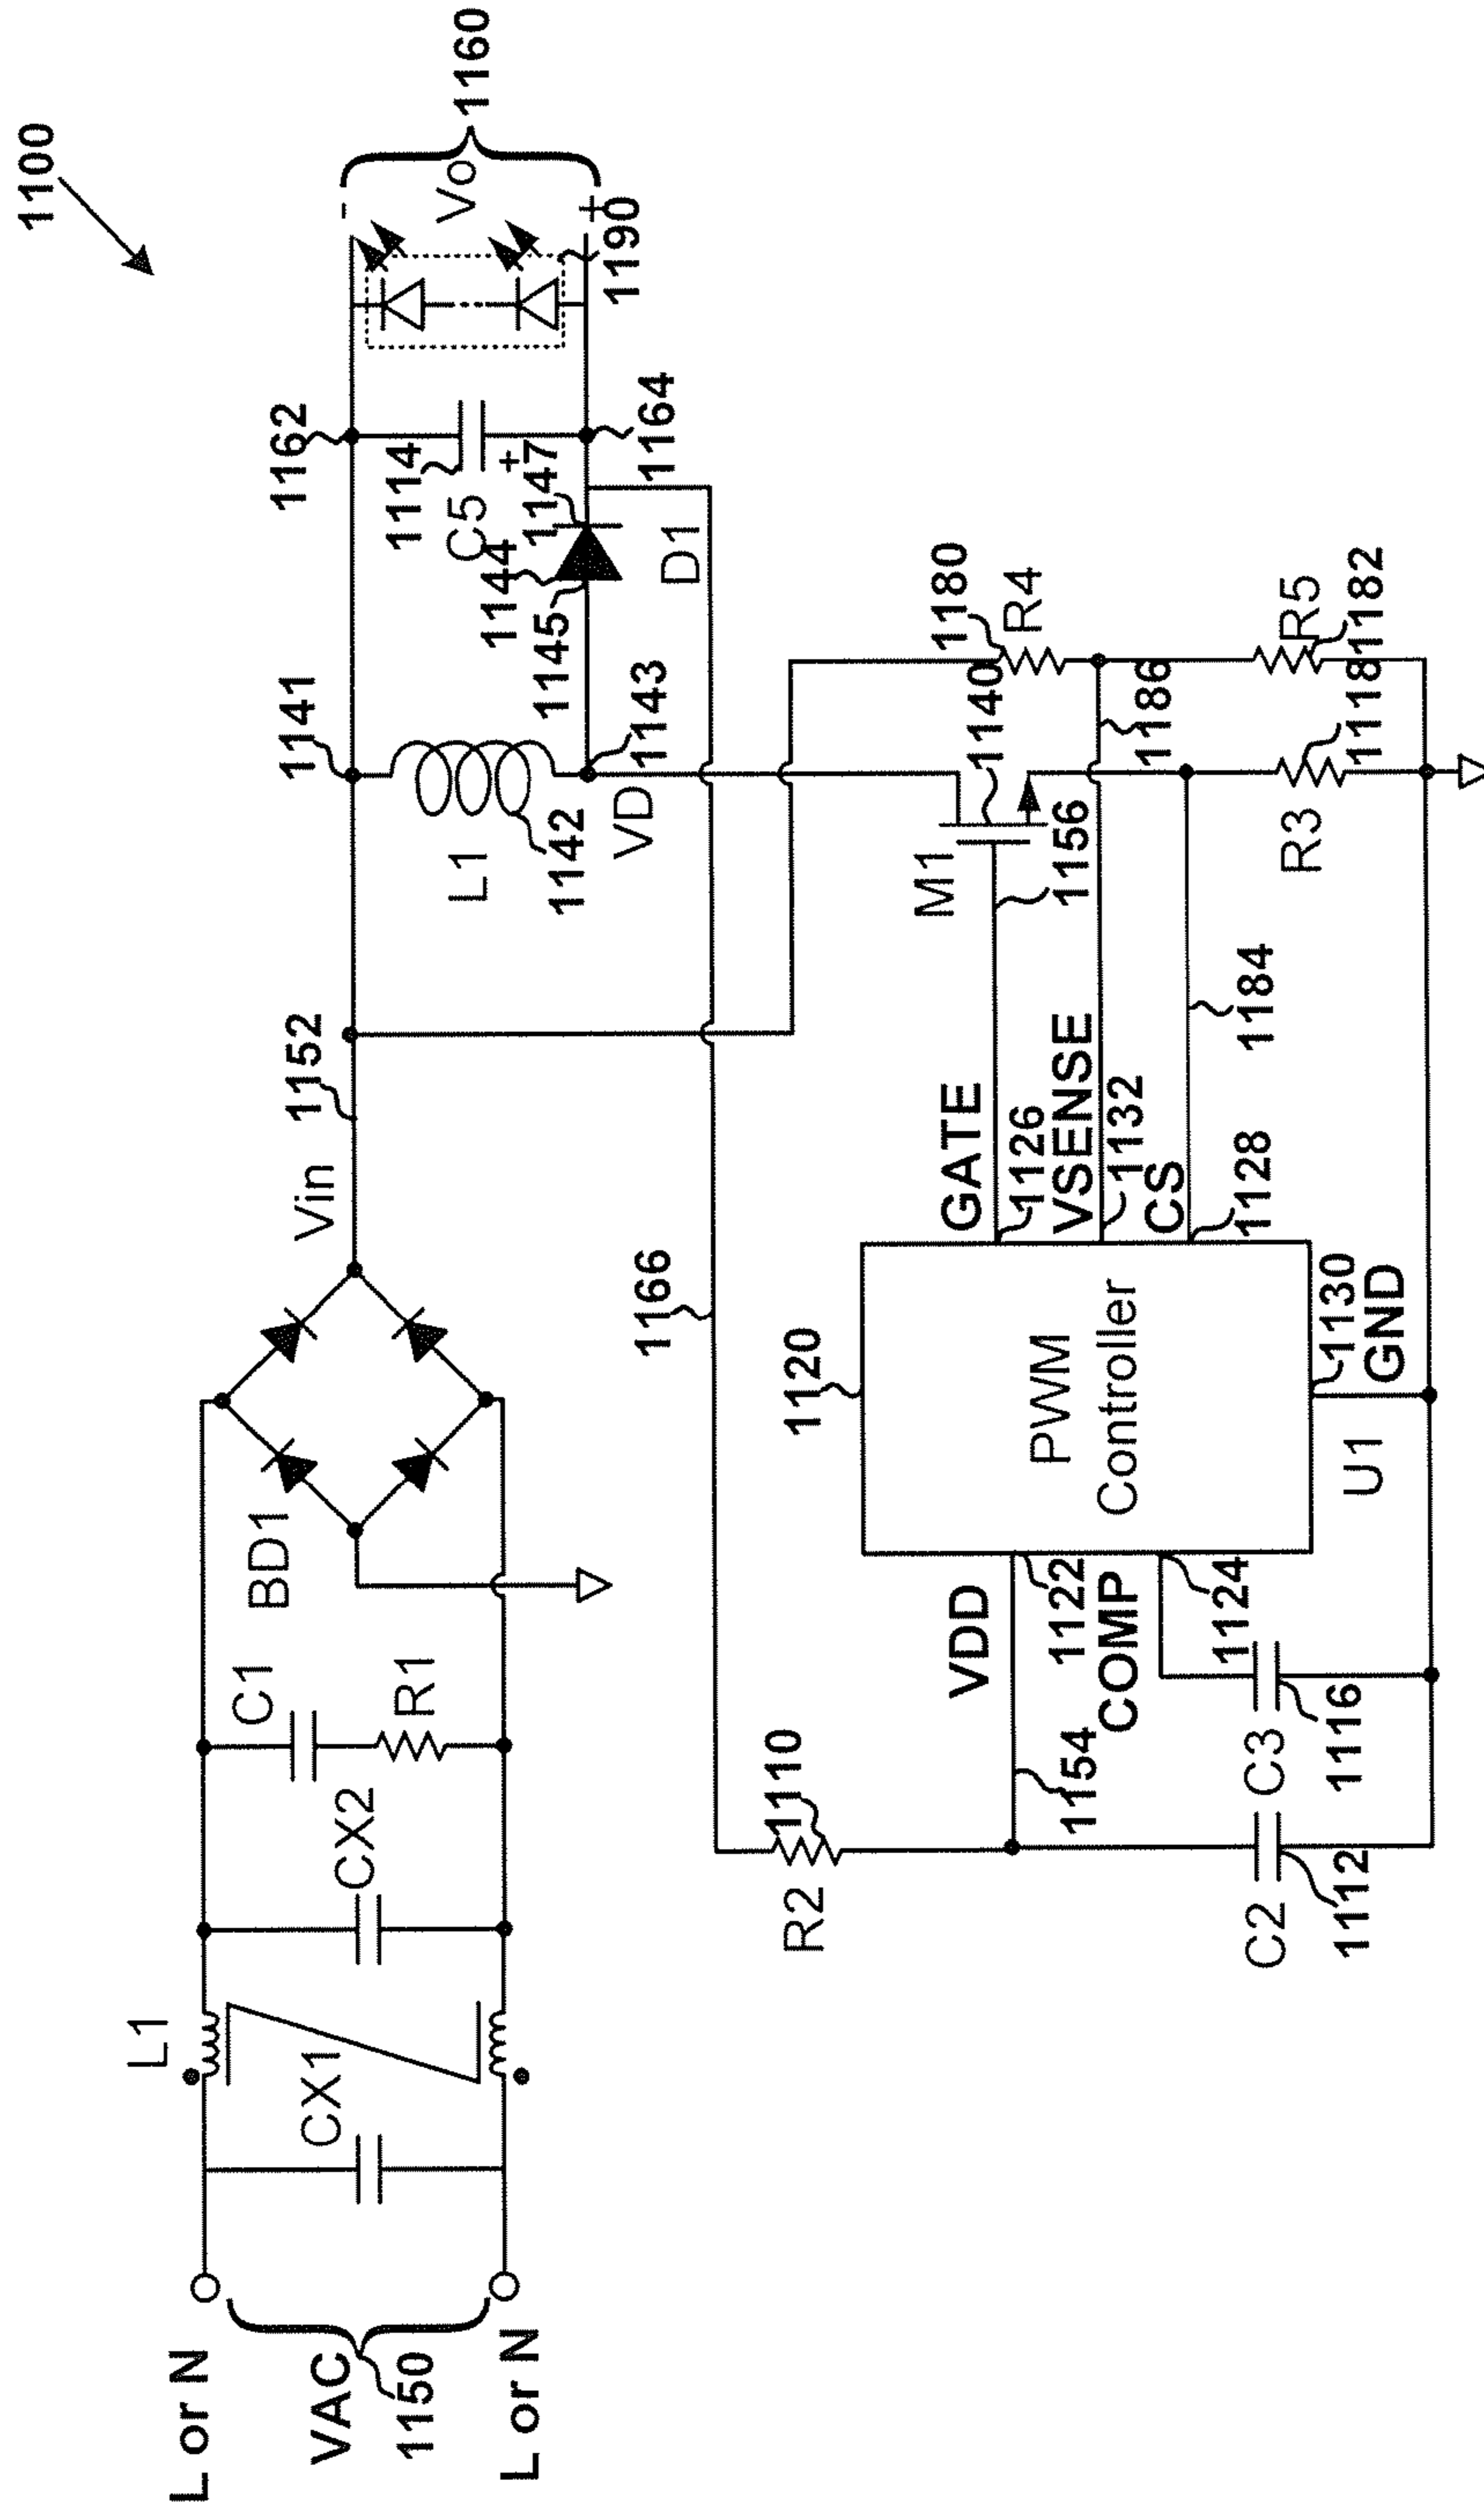 1100
1160
Vo
-
+
1190
1162
1164
1114
C5
+
1147
1144
1145
D1
1141
1143
L1
1142
VD
1180
R4
1140
1186
R5
1182
1118
R3
M1
1156
1184
1152
Vin
1166
GATE
1126
VSENSE
1132
CS
1128
1120
PWM
Controller
1130
GND
U1
BD1
VDD
1122
COMP
1124
C1
R1
CX2
1110
R2
1154
C3
1116
C2
1112
L1
CX1
L or N
VAC
1150
L or N